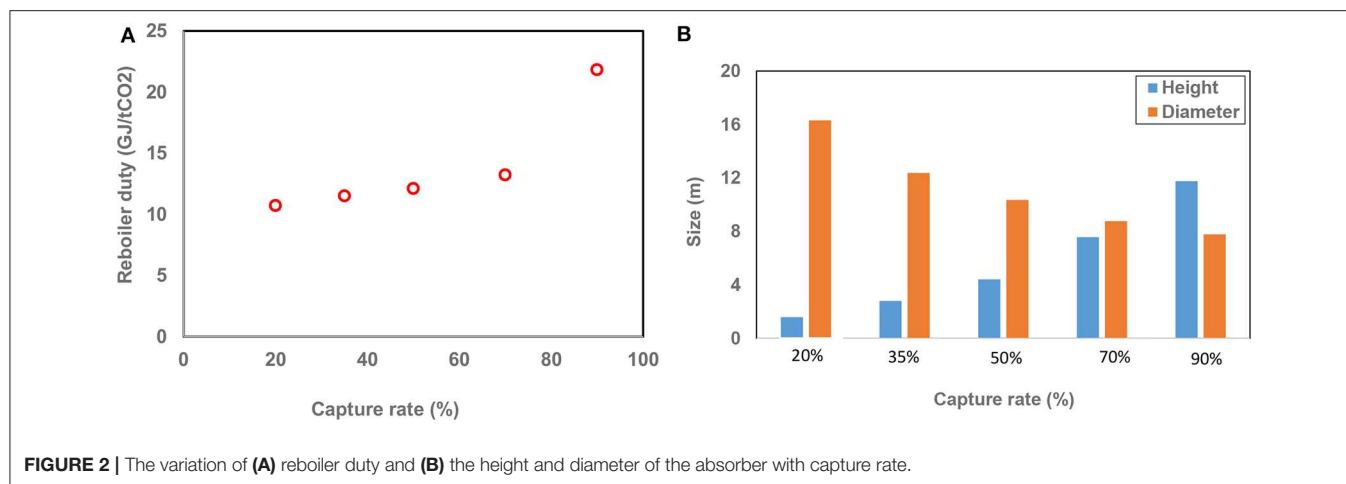 A
Reboiler duty (GJ/tCO2)
25
20
15
10
5
0
0 20 40 60 80 100
Capture rate (%)
B
Size (m)
20
16
12
8
4
0
Height
Diameter
20% 35% 50% 70% 90%
Capture rate (%)
FIGURE 2 | The variation of (A) reboiler duty and (B) the height and diameter of the absorber with capture rate.